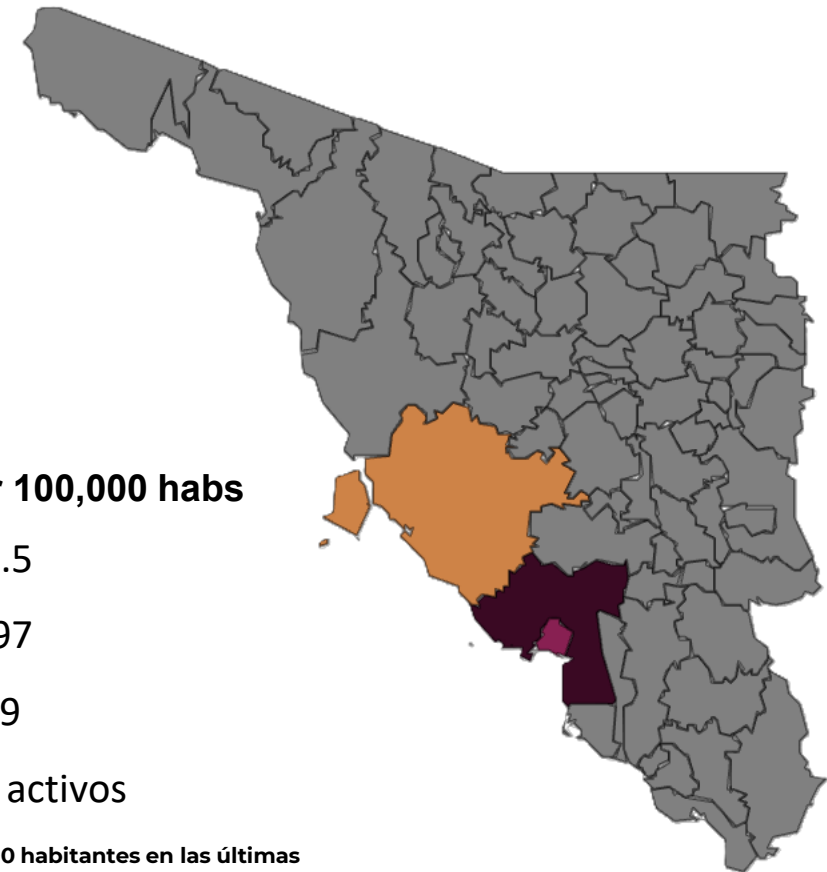 r 100,000 habs
.5
97
9
activos
0 habitantes en las últimas